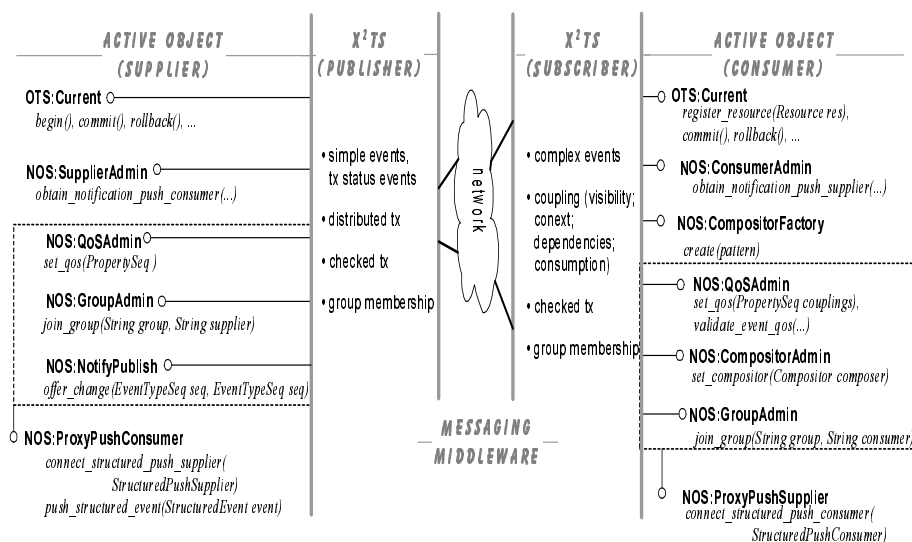 ACTIVE OBJECT
(SUPPLIER)
OTS:Current
begin(), commit(), rollback(), ...
NOS:SupplierAdmin
obtain_notification_push_consumer(...)
NOS:QoSAdmin
set_qos(PropertySeq )
NOS:GroupAdmin
join_group(String group, String supplier)
NOS:NotifyPublish
offer_change(EventTypeSeq seq, EventTypeSeq seq)
NOS:ProxyPushConsumer
connect_structured_push_supplier(
StructuredPushSupplier)
push_structured_event(StructuredEvent event)
X²TS
(PUBLISHER)
• simple events,
tx status events
• distributed tx
• checked tx
• group membership
network
MESSAGING
MIDDLEWARE
X²TS
(SUBSCRIBER)
• complex events
• coupling (visibility;
conext;
dependencies;
consumption)
• checked tx
• group membership
ACTIVE OBJECT
(CONSUMER)
OTS:Current
register_resource(Resource res),
commit(), rollback(), ...
NOS:ConsumerAdmin
obtain_notification_push_supplier(...)
NOS:CompositorFactory
create(pattern)
NOS:QoSAdmin
set_qos(PropertySeq couplings),
validate_event_qos(...)
NOS:CompositorAdmin
set_compositor(Compositor composer)
NOS:GroupAdmin
join_group(String group, String consumer)
NOS:ProxyPushSupplier
connect_structured_push_consumer(
StructuredPushConsumer)